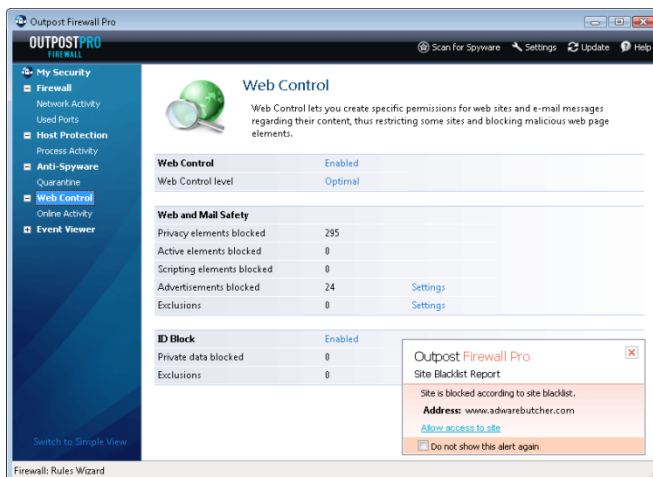 Outpost Firewall Pro
OUTPOSTPRO
FIREWALL
Scan for Spyware Settings Update Help
My Security
Firewall
Network Activity
Used Ports
Host Protection
Process Activity
Anti-Spyware
Quarantine
Web Control
Online Activity
Event Viewer
Switch to Simple View
Web Control
Web Control lets you create specific permissions for web sites and e-mail messages
regarding their content, thus restricting some sites and blocking malicious web page
elements.
Web Control Enabled
Web Control level Optimal
Web and Mail Safety
Privacy elements blocked 295
Active elements blocked 0
Scripting elements blocked 0
Advertisements blocked 24 Settings
Exclusions 0 Settings
ID Block Enabled
Private data blocked 0
Exclusions 0
Outpost Firewall Pro
Site Blacklist Report
Site is blocked according to site blacklist.
Address: www.adwarebutcher.com
Allow access to site
Do not show this alert again
Firewall: Rules Wizard